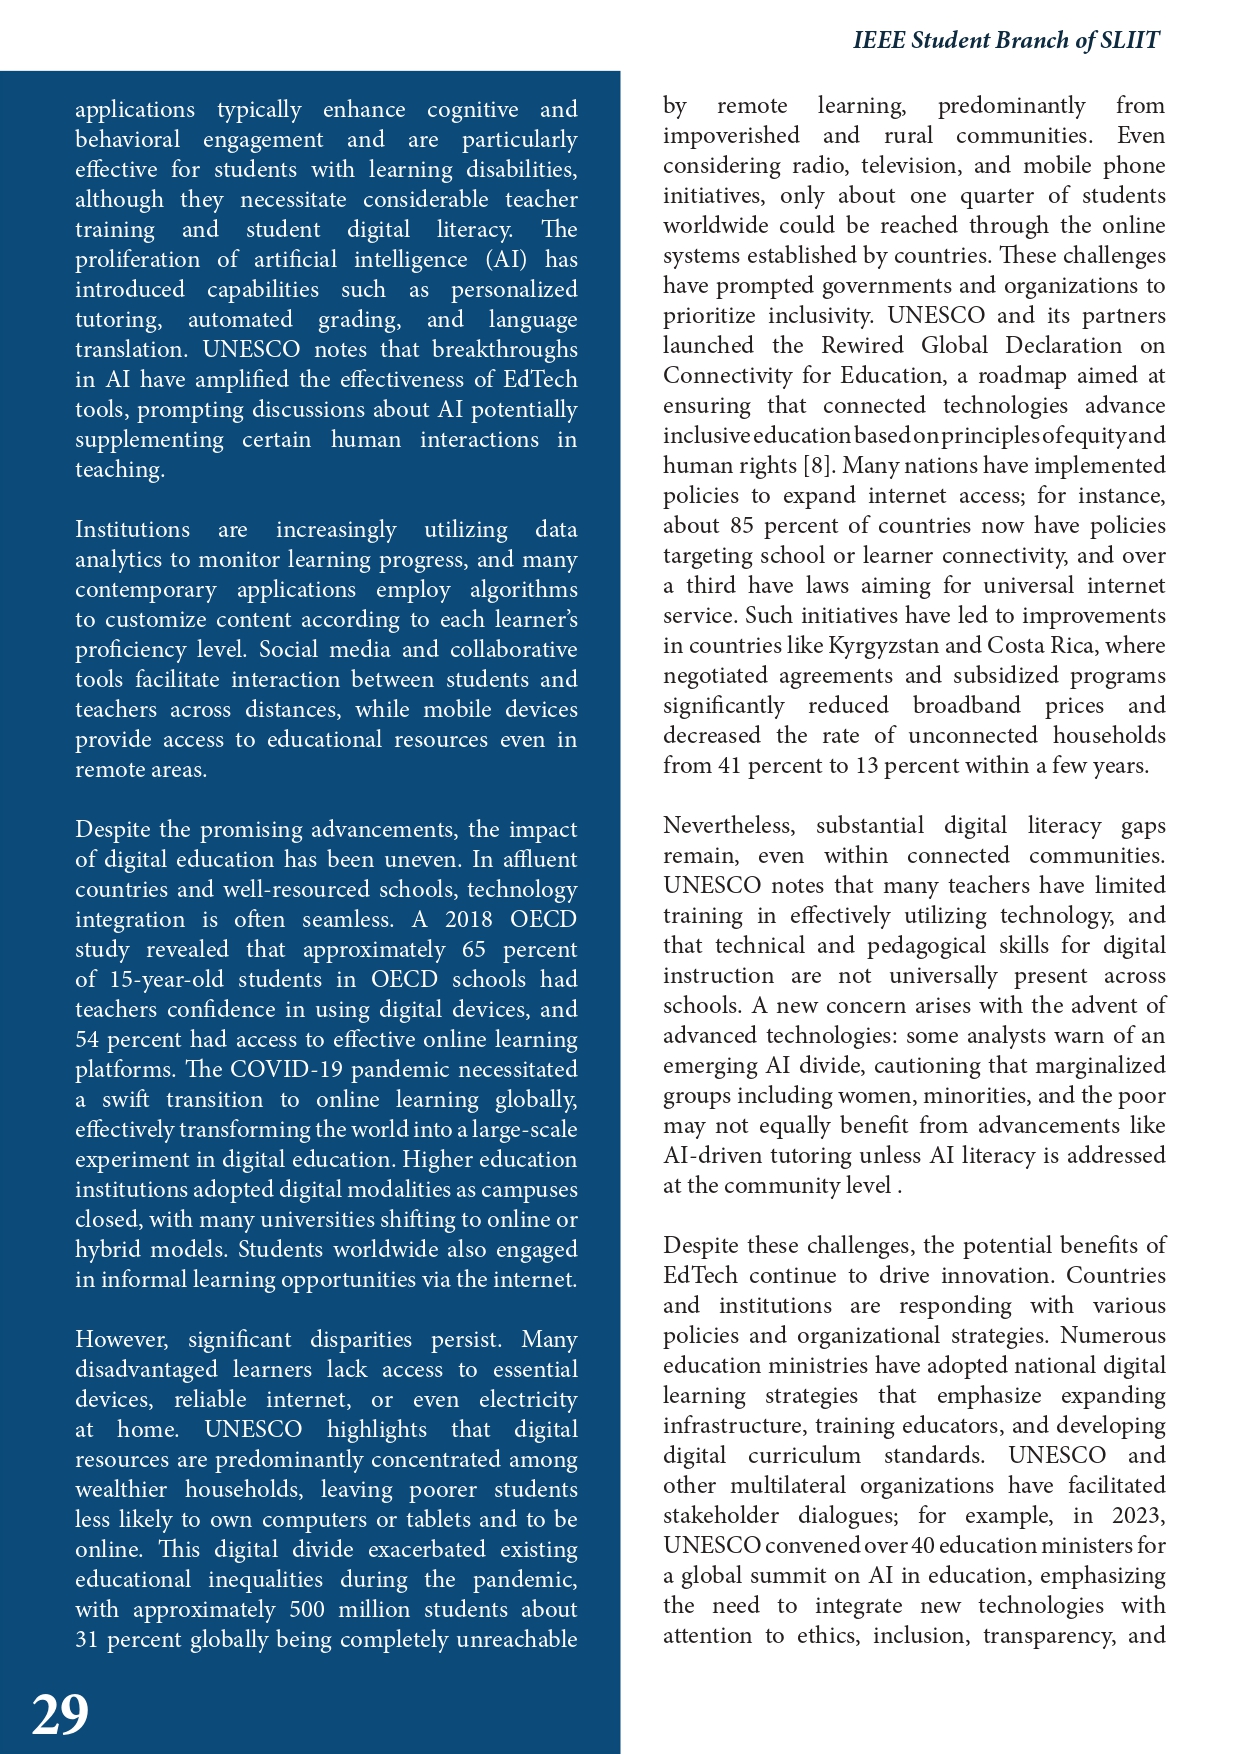 IEEE Student Branch of SLIIT
applications typically enhance cognitive and
behavioral engagement and are particularly
effective for students with learning disabilities,
although they necessitate considerable teacher
training and student digital literacy. The
proliferation of artificial intelligence (AI) has
introduced capabilities such as personalized
tutoring, automated grading, and language
translation. UNESCO notes that breakthroughs
in AI have amplified the effectiveness of EdTech
tools, prompting discussions about AI potentially
supplementing certain human interactions in
teaching.
Institutions are increasingly utilizing data
analytics to monitor learning progress, and many
contemporary applications employ algorithms
to customize content according to each learner’s
proficiency level. Social media and collaborative
tools facilitate interaction between students and
teachers across distances, while mobile devices
provide access to educational resources even in
remote areas.
Despite the promising advancements, the impact
of digital education has been uneven. In affluent
countries and well-resourced schools, technology
integration is often seamless. A 2018 OECD
study revealed that approximately 65 percent
of 15-year-old students in OECD schools had
teachers confidence in using digital devices, and
54 percent had access to effective online learning
platforms. The COVID-19 pandemic necessitated
a swift transition to online learning globally,
effectively transforming the world into a large-scale
experiment in digital education. Higher education
institutions adopted digital modalities as campuses
closed, with many universities shifting to online or
hybrid models. Students worldwide also engaged
in informal learning opportunities via the internet.
However, significant disparities persist. Many
disadvantaged learners lack access to essential
devices, reliable internet, or even electricity
at home. UNESCO highlights that digital
resources are predominantly concentrated among
wealthier households, leaving poorer students
less likely to own computers or tablets and to be
online. This digital divide exacerbated existing
educational inequalities during the pandemic,
with approximately 500 million students about
31 percent globally being completely unreachable
by remote learning, predominantly from
impoverished and rural communities. Even
considering radio, television, and mobile phone
initiatives, only about one quarter of students
worldwide could be reached through the online
systems established by countries. These challenges
have prompted governments and organizations to
prioritize inclusivity. UNESCO and its partners
launched the Rewired Global Declaration on
Connectivity for Education, a roadmap aimed at
ensuring that connected technologies advance
inclusive education based on principles of equity and
human rights [8]. Many nations have implemented
policies to expand internet access; for instance,
about 85 percent of countries now have policies
targeting school or learner connectivity, and over
a third have laws aiming for universal internet
service. Such initiatives have led to improvements
in countries like Kyrgyzstan and Costa Rica, where
negotiated agreements and subsidized programs
significantly reduced broadband prices and
decreased the rate of unconnected households
from 41 percent to 13 percent within a few years.
Nevertheless, substantial digital literacy gaps
remain, even within connected communities.
UNESCO notes that many teachers have limited
training in effectively utilizing technology, and
that technical and pedagogical skills for digital
instruction are not universally present across
schools. A new concern arises with the advent of
advanced technologies: some analysts warn of an
emerging AI divide, cautioning that marginalized
groups including women, minorities, and the poor
may not equally benefit from advancements like
AI-driven tutoring unless AI literacy is addressed
at the community level .
Despite these challenges, the potential benefits of
EdTech continue to drive innovation. Countries
and institutions are responding with various
policies and organizational strategies. Numerous
education ministries have adopted national digital
learning strategies that emphasize expanding
infrastructure, training educators, and developing
digital curriculum standards. UNESCO and
other multilateral organizations have facilitated
stakeholder dialogues; for example, in 2023,
UNESCO convened over 40 education ministers for
a global summit on AI in education, emphasizing
the need to integrate new technologies with
attention to ethics, inclusion, transparency, and
29